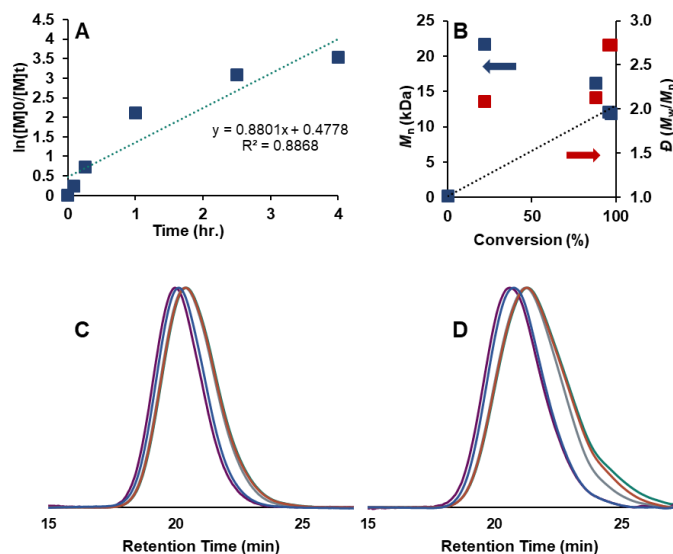 A
ln([M]0/[M]t)
4
3.5
3
2.5
2
1.5
1
0.5
0
y = 0.8801x + 0.4778
R² = 0.8868
0 1 2 3 4
Time (hr.)
B
Mn (kDa)
25
20
15
10
5
0
3.0
2.5
2.0
1.5
1.0
Đ (Mw/Mn)
0 50 100
Conversion (%)
C
15 20 25
Retention Time (min)
D
15 20 25
Retention Time (min)